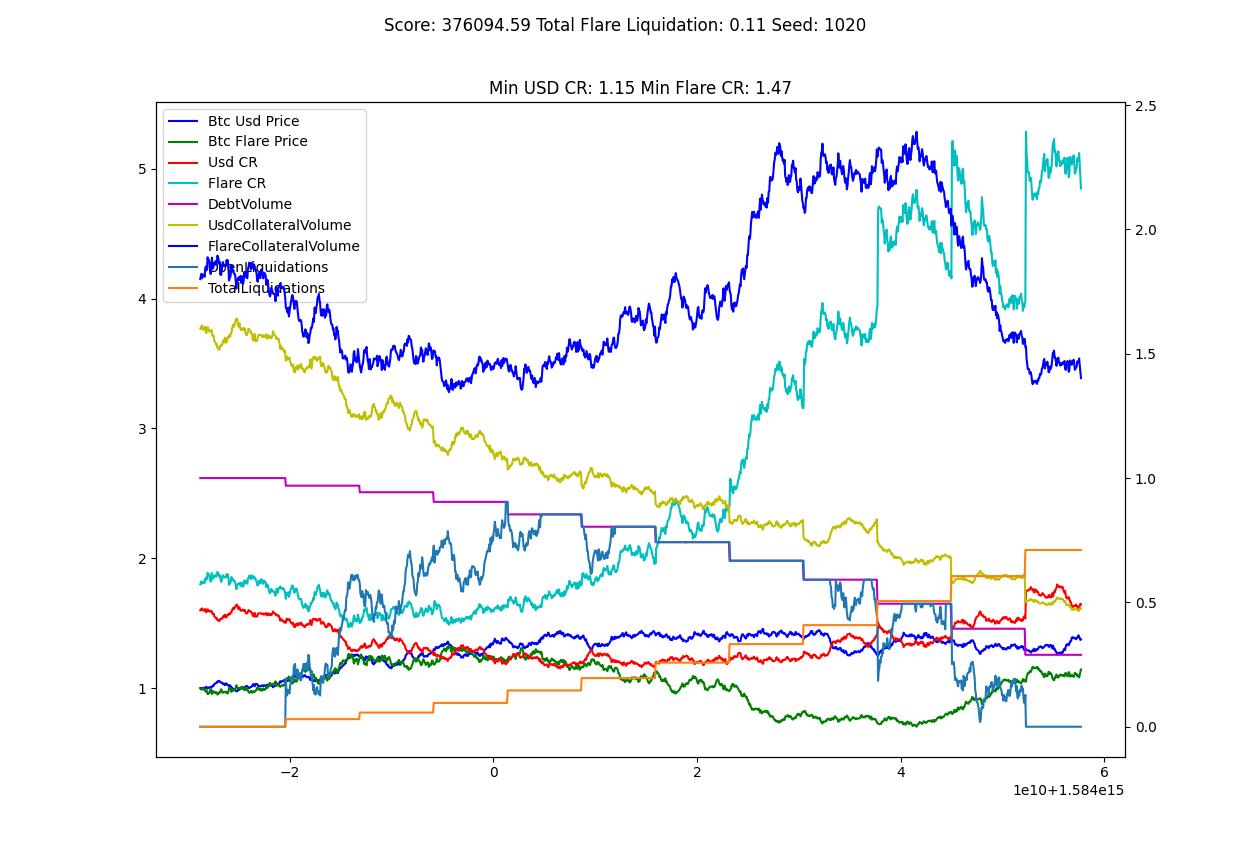 Score: 376094.59 Total Flare Liquidation: 0.11 Seed: 1020
Min USD CR: 1.15 Min Flare CR: 1.47
Btc Usd Price
Btc Flare Price
Usd CR
Flare CR
DebtVolume
UsdCollateralVolume
FlareCollateralVolume
OpenLiquidations
TotalLiquidations
5
4
3
2
1
2.5
2.0
1.5
1.0
0.5
0.0
−2
0
2
4
6
1e10+1.584e15